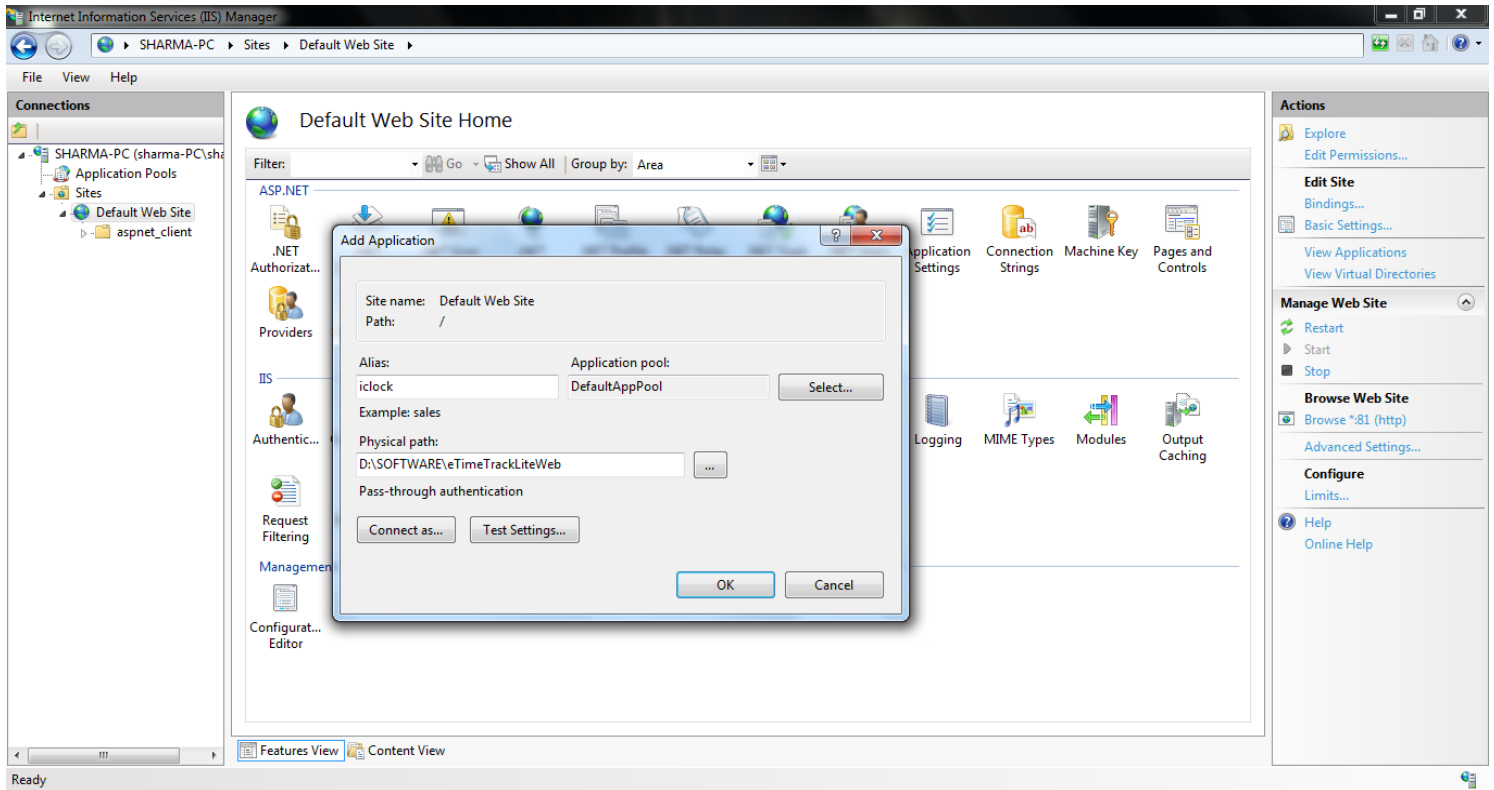 Internet Information Services (IIS) Manager
SHARMA-PC Sites Default Web Site
File View Help
Connections
SHARMA-PC (sharma-PC\sha
Application Pools
Sites
Default Web Site
aspnet_client
Default Web Site Home
Filter: Go Show All Group by: Area
ASP.NET
.NET
Authorizat...
Application
Settings
Connection
Strings
Machine Key
Pages and
Controls
Providers
IIS
Authentic...
Logging
MIME Types
Modules
Output
Caching
Request
Filtering
Managemen
Configurat...
Editor
Add Application
Site name: Default Web Site
Path: /
Alias: Application pool:
iclock DefaultAppPool Select...
Example: sales
Physical path:
D:\SOFTWARE\eTimeTrackLiteWeb ...
Pass-through authentication
Connect as... Test Settings...
OK Cancel
Features View Content View
Actions
Explore
Edit Permissions...
Edit Site
Bindings...
Basic Settings...
View Applications
View Virtual Directories
Manage Web Site
Restart
Start
Stop
Browse Web Site
Browse *:81 (http)
Advanced Settings...
Configure
Limits...
Help
Online Help
Ready